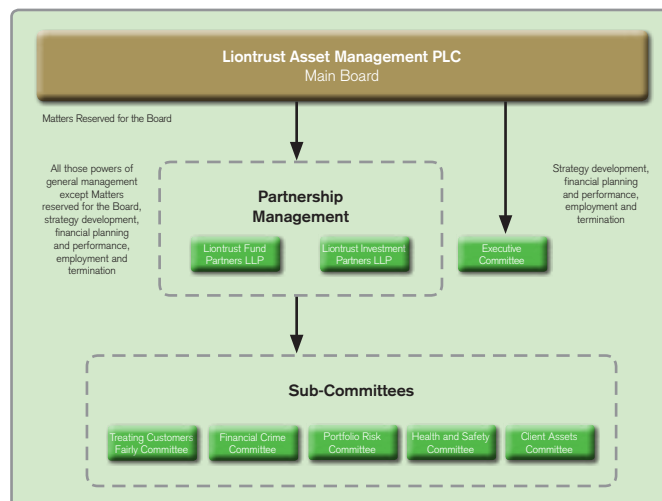 Liontrust Asset Management PLC
Main Board
Matters Reserved for the Board
All those powers of
general management
except Matters
reserved for the Board,
strategy development,
financial planning
and performance,
employment and
termination
Partnership
Management
Liontrust Fund
Partners LLP
Liontrust Investment
Partners LLP
Strategy development,
financial planning
and performance,
employment and
termination
Executive
Committee
Sub-Committees
Treating Customers
Fairly Committee
Financial Crime
Committee
Portfolio Risk
Committee
Health and Safety
Committee
Client Assets
Committee